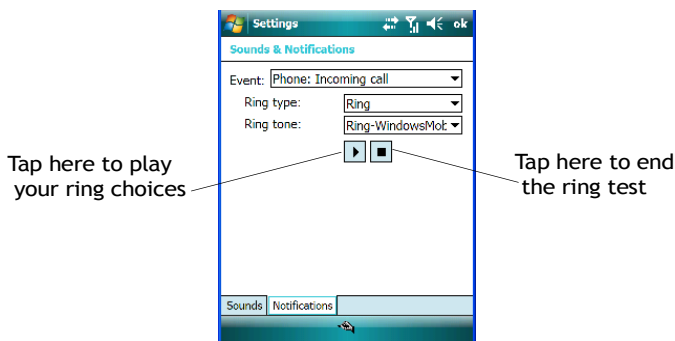 Settings ok
Sounds & Notifications
Event: Phone: Incoming call
Ring type: Ring
Ring tone: Ring-WindowsMob
Tap here to play
your ring choices
Tap here to end
the ring test
Sounds Notifications